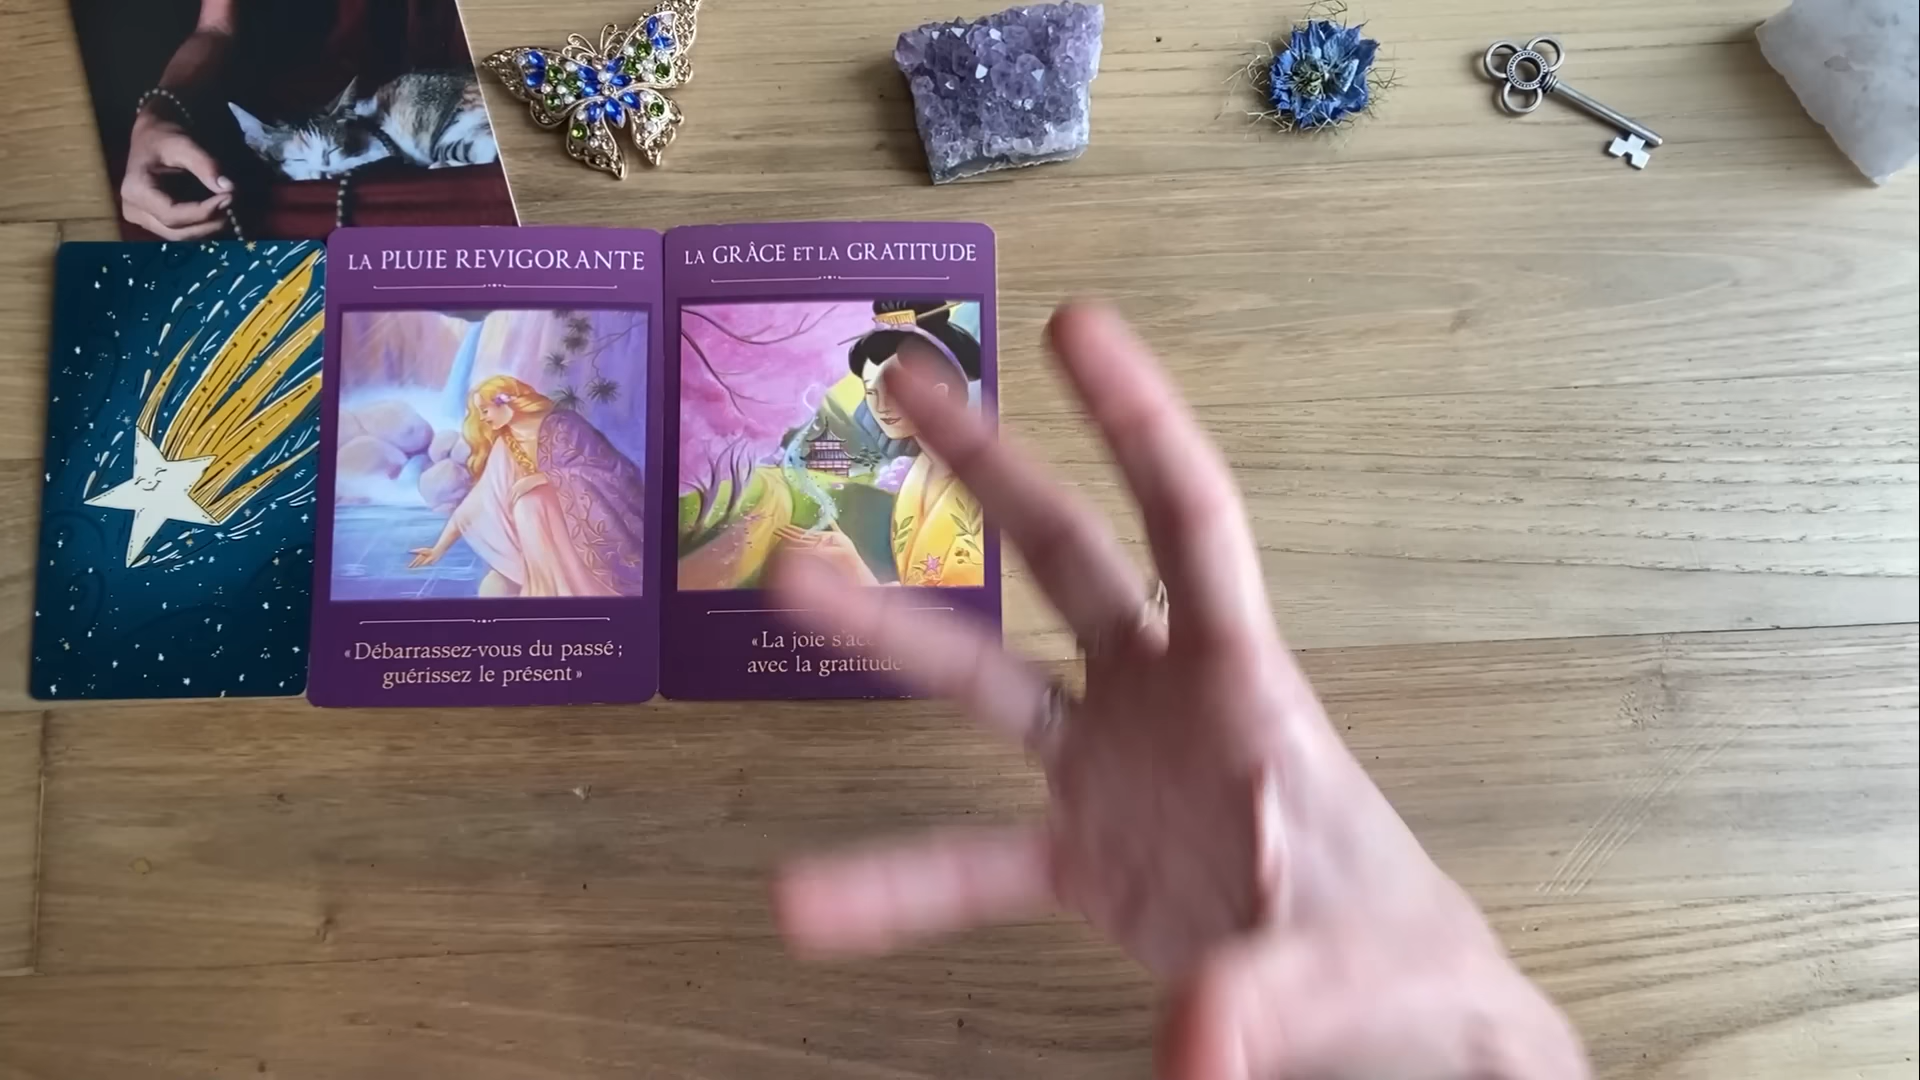 LA PLUIE REVIGORANTE
«Débarrassez-vous du passé;
guérissez le présent»
LA GRÂCE ET LA GRATITUDE
«La joie
avec la gratitude